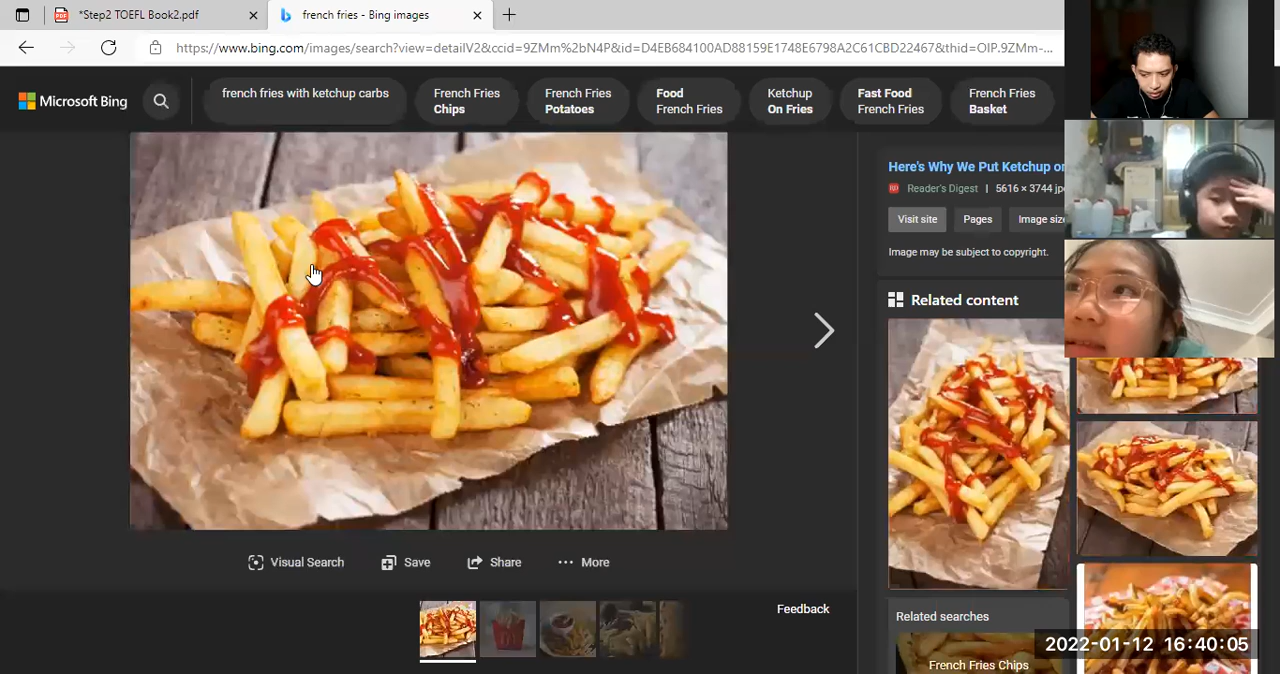 *Step2 TOEFL Book2.pdf
french fries - Bing images
https://www.bing.com/images/search?view=detailV2&ccid=9ZMm%2bN4P&id=D4EB684100AD88159E1748E6798A2C61CBD22467&thid=OIP.9ZMm-...
Microsoft Bing
french fries with ketchup carbs
French Fries
Chips
French Fries
Potatoes
Food
French Fries
Ketchup
On Fries
Fast Food
French Fries
French Fries
Basket
Here's Why We Put Ketchup
Reader's Digest | 5616 × 3744
Visit site
Pages
Image
Image may be subject to copyright.
Related content
Visual Search
Save
Share
More
Feedback
Related searches
French Fries Chips
2022-01-12 16:40:05